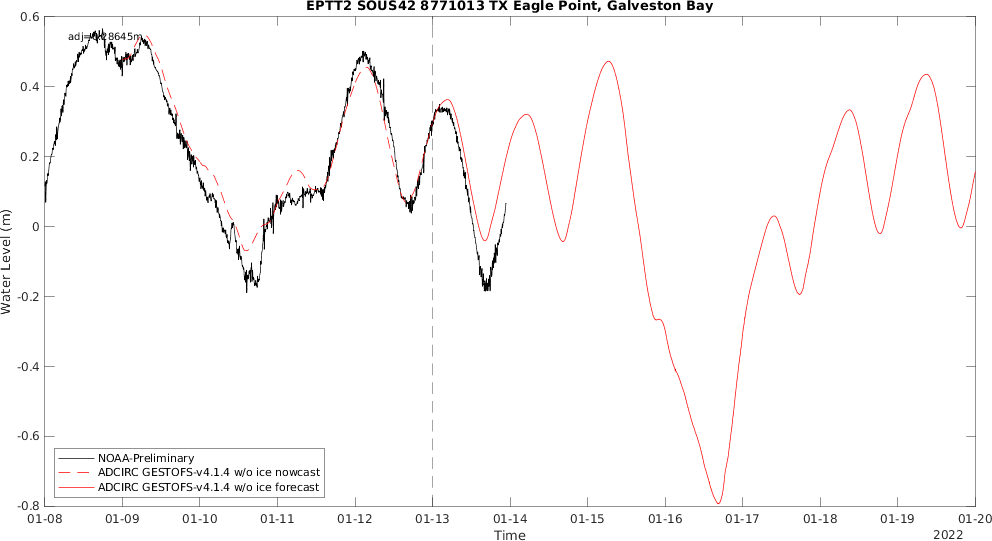 EPTT2 SOUS42 8771013 TX Eagle Point, Galveston Bay
0.6
0.4
0.2
0
-0.2
-0.4
-0.6
-0.8
Water Level (m)
NOAA-Preliminary
ADCIRC GESTOFS-v4.1.4 w/o ice nowcast
ADCIRC GESTOFS-v4.1.4 w/o ice forecast
01-08 01-09 01-10 01-11 01-12 01-13 01-14 01-15 01-16 01-17 01-18 01-19 01-20
Time
2022